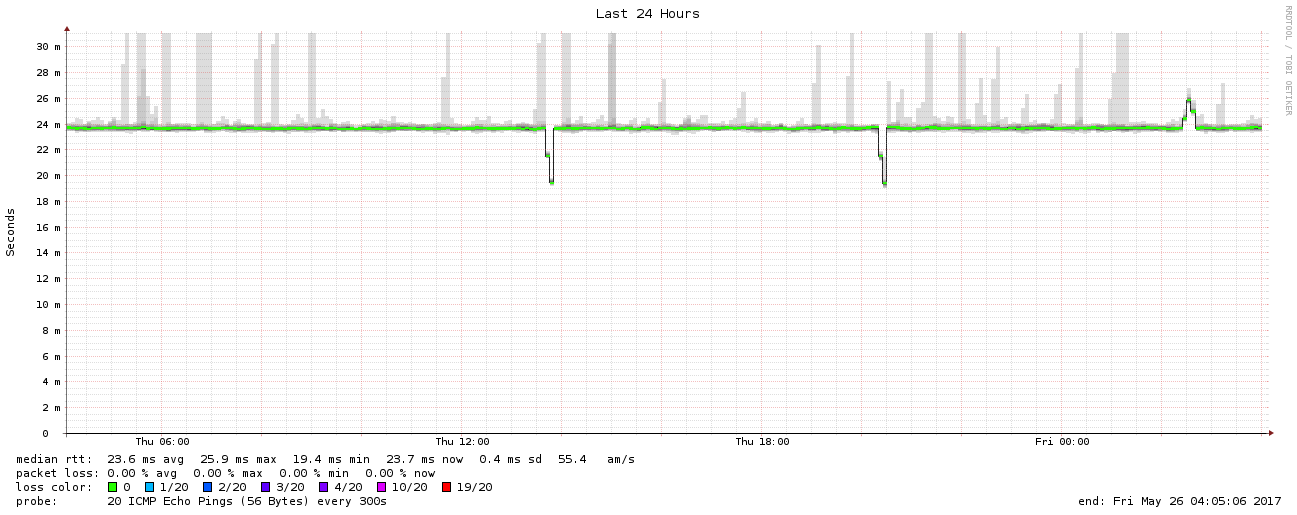 Last 24 Hours
RRDTOOL / TOBI OETIKER
30 m
28 m
26 m
24 m
22 m
20 m
18 m
16 m
14 m
12 m
10 m
8 m
6 m
4 m
2 m
0
Seconds
Thu 06:00 Thu 12:00 Thu 18:00 Fri 00:00
median rtt: 23.6 ms avg 25.9 ms max 19.4 ms min 23.7 ms now 0.4 ms sd 55.4 am/s
packet loss: 0.00 % avg 0.00 % max 0.00 % min 0.00 % now
loss color: 0 1/20 2/20 3/20 4/20 10/20 19/20
probe: 20 ICMP Echo Pings (56 Bytes) every 300s end: Fri May 26 04:05:06 2017